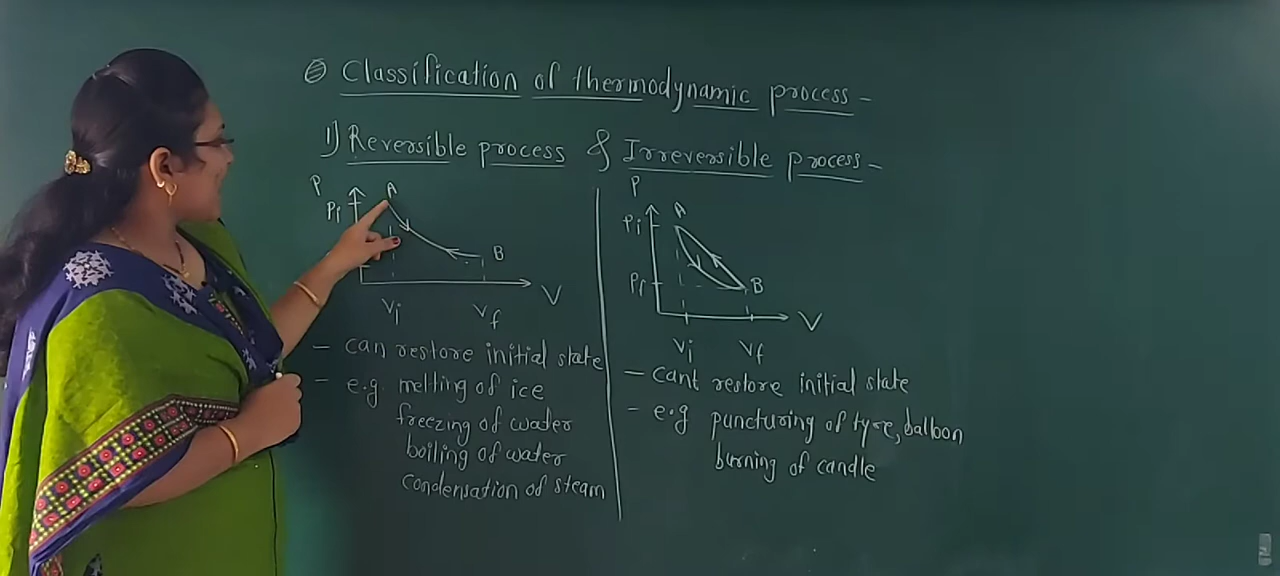 Classification of thermodynamic process -
1) Reversible process & Irreversible process -
P
Pi
A
B
V
Vi
Vf
- can restore initial state
- e.g. melting of ice
freezing of water
boiling of water
condensation of steam
P
Pi
A
Pf
B
V
Vi
Vf
- cant restore initial state
- e.g puncturing of tyre, balloon
burning of candle